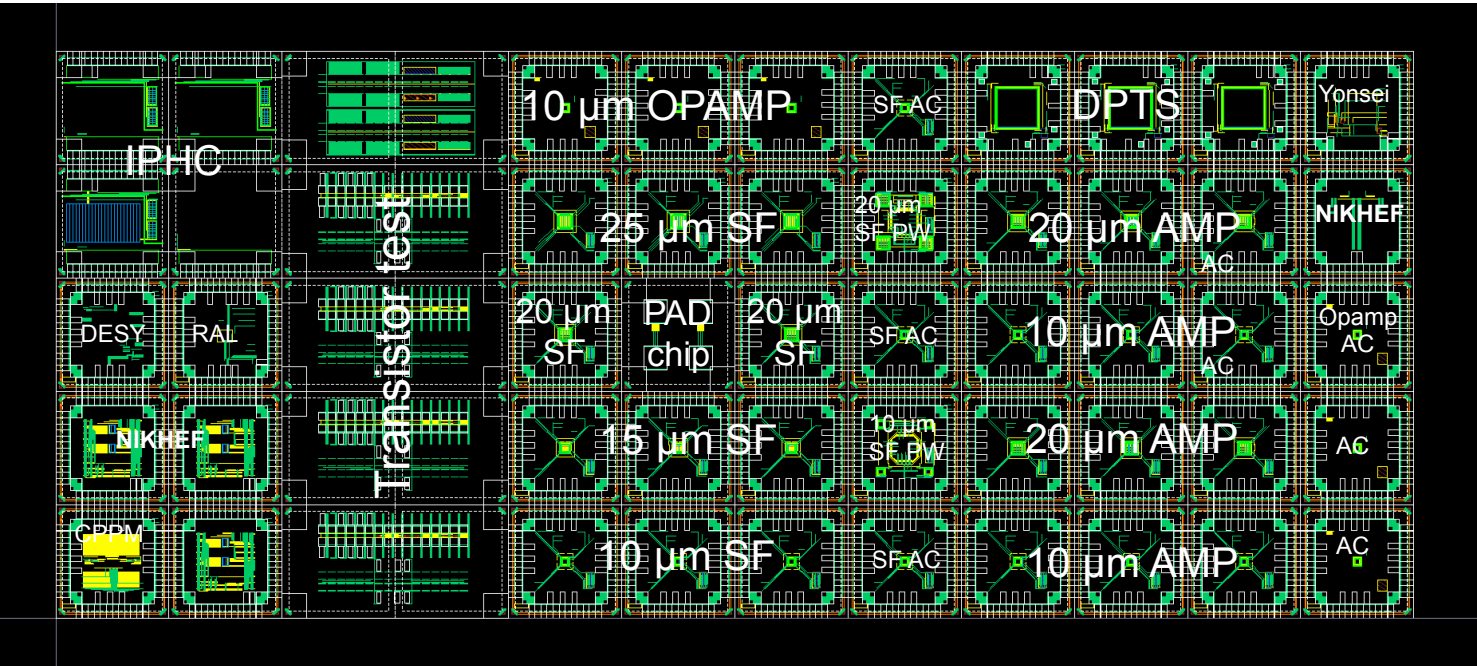 10 µm OPAMP
SF AC
DPTS
Yonsei
IPHC
25 µm SF
20 µm
SF PW
20 µm AMP
AC
NIKHEF
Transistor test
DESY
RAL
20 µm
SF
PAD
chip
20 µm
SF
SF AC
10 µm AMP
AC
Opamp
AC
NIKHEF
15 µm SF
10 µm
SF PW
20 µm AMP
AC
CPPM
10 µm SF
SF AC
10 µm AMP
AC